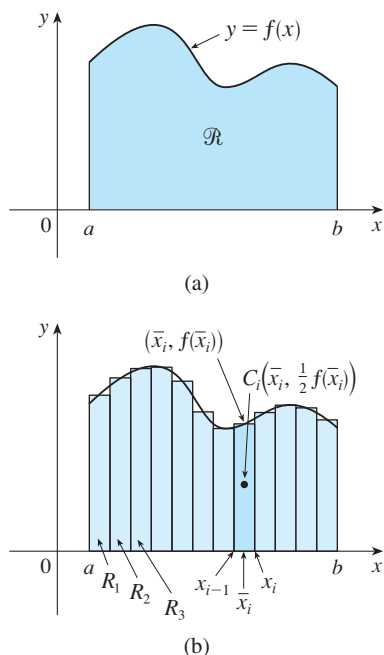 y
y = f(x)
ℛ
0 a b x
(a)
y
(x̄ᵢ, f(x̄ᵢ))
Cᵢ(x̄ᵢ, ½ f(x̄ᵢ))
0 a b x
R₁ R₂ R₃ xᵢ₋₁ x̄ᵢ xᵢ
(b)